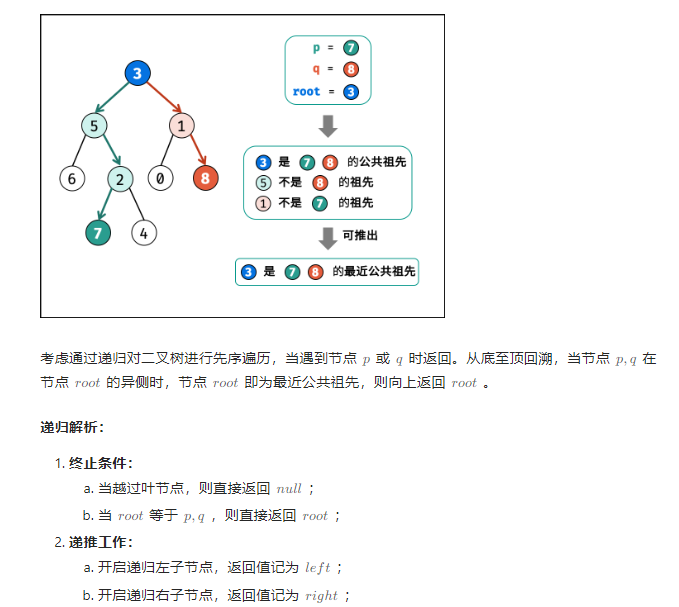 3
p = 7
q = 8
root = 3
5
1
3 是 7 8 的公共祖先
6
2
0
8
5 不是 8 的祖先
1 不是 7 的祖先
7
4
可推出
3 是 7 8 的最近公共祖先
考虑通过递归对二叉树进行先序遍历，当遇到节点 p 或 q 时返回。从底至顶回溯，当节点 p, q 在
节点 root 的异侧时，节点 root 即为最近公共祖先，则向上返回 root 。
递归解析：
1. 终止条件：
a. 当越过叶节点，则直接返回 null ；
b. 当 root 等于 p, q ，则直接返回 root ；
2. 递推工作：
a. 开启递归左子节点，返回值记为 left ；
b. 开启递归右子节点，返回值记为 right ；